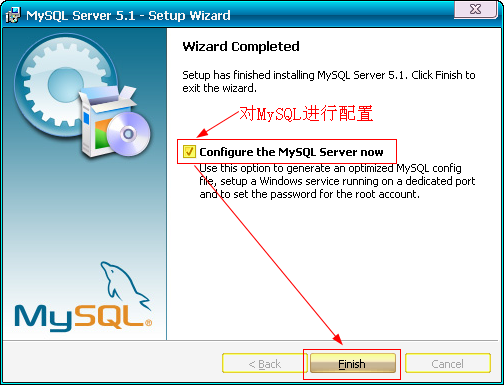 MySQL Server 5.1 - Setup Wizard
Wizard Completed
Setup has finished installing MySQL Server 5.1. Click Finish to
exit the wizard.
对MySQL进行配置
Configure the MySQL Server now
Use this option to generate an optimized MySQL config
file, setup a Windows service running on a dedicated port
and to set the password for the root account.
MySQL®
< Back
Finish
Cancel